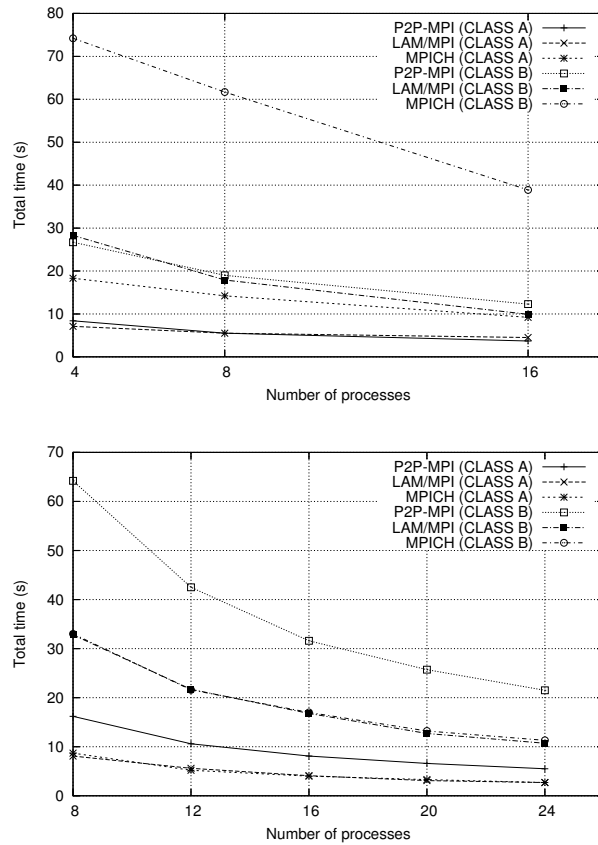 80
70
60
50
40
30
20
10
0
Total time (s)
P2P-MPI (CLASS A)
LAM/MPI (CLASS A)
MPICH (CLASS A)
P2P-MPI (CLASS B)
LAM/MPI (CLASS B)
MPICH (CLASS B)
4 8 16
Number of processes
70
60
50
40
30
20
10
0
Total time (s)
P2P-MPI (CLASS A)
LAM/MPI (CLASS A)
MPICH (CLASS A)
P2P-MPI (CLASS B)
LAM/MPI (CLASS B)
MPICH (CLASS B)
8 12 16 20 24
Number of processes